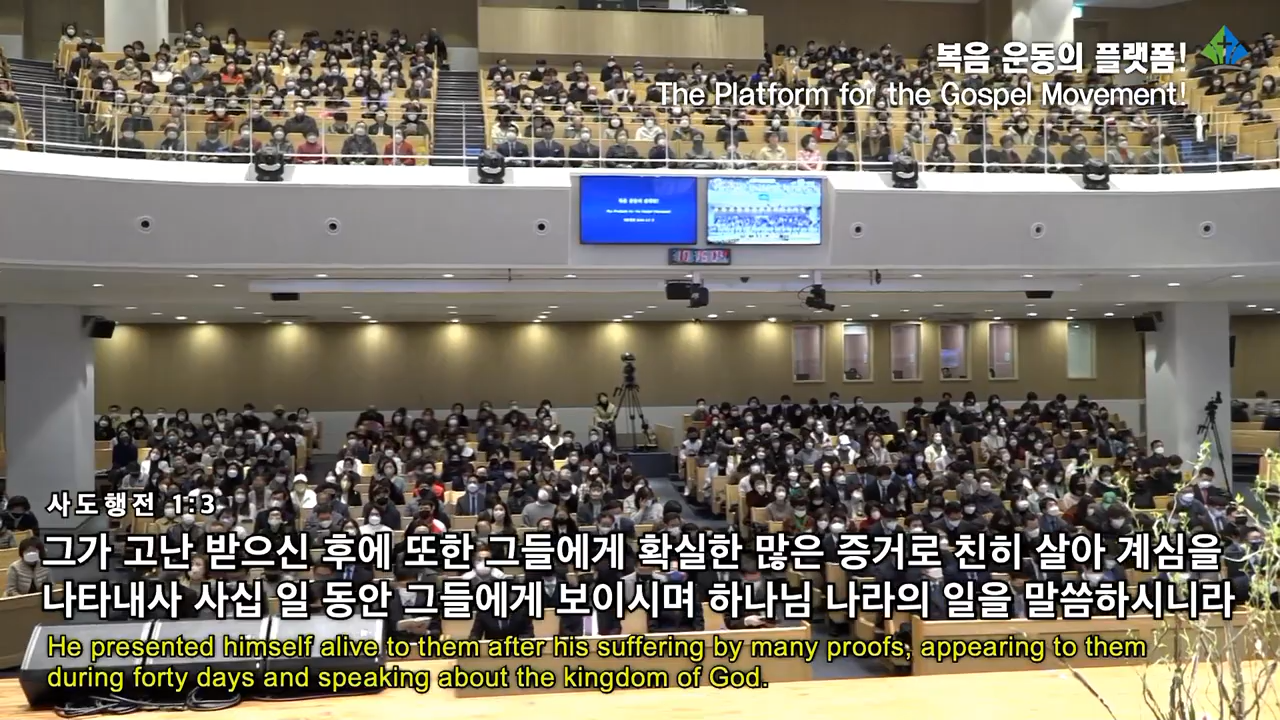 복음 운동의 플랫폼!
The Platform for the Gospel Movement!
사도행전 1:3
그가 고난 받으신 후에 또한 그들에게 확실한 많은 증거로 친히 살아 계심을
나타내사 사십 일 동안 그들에게 보이시며 하나님 나라의 일을 말씀하시니라
He presented himself alive to them after his suffering by many proofs, appearing to them
during forty days and speaking about the kingdom of God.